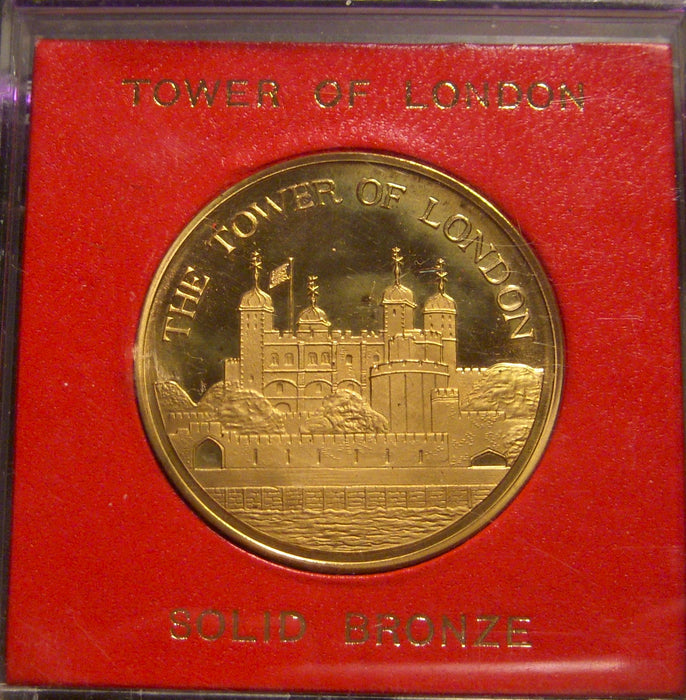 TOWER OF LONDON
THE TOWER OF LONDON
SOLID BRONZE